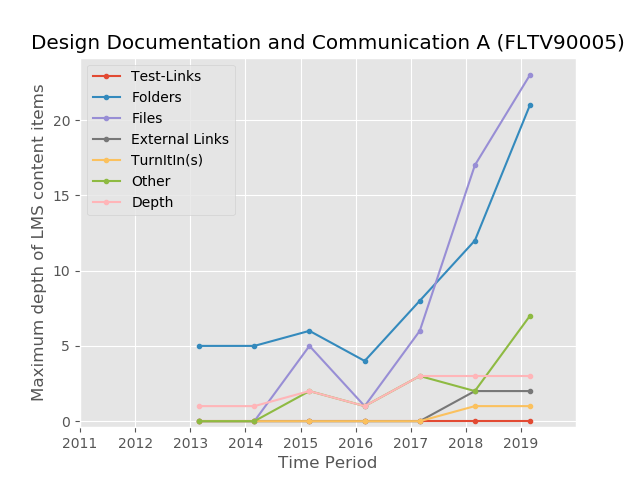 Design Documentation and Communication A (FLTV90005)
Test-Links
Folders
Files
External Links
TurnItIn(s)
Other
Depth
Maximum depth of LMS content items
20
15
10
5
0
2011 2012 2013 2014 2015 2016 2017 2018 2019
Time Period